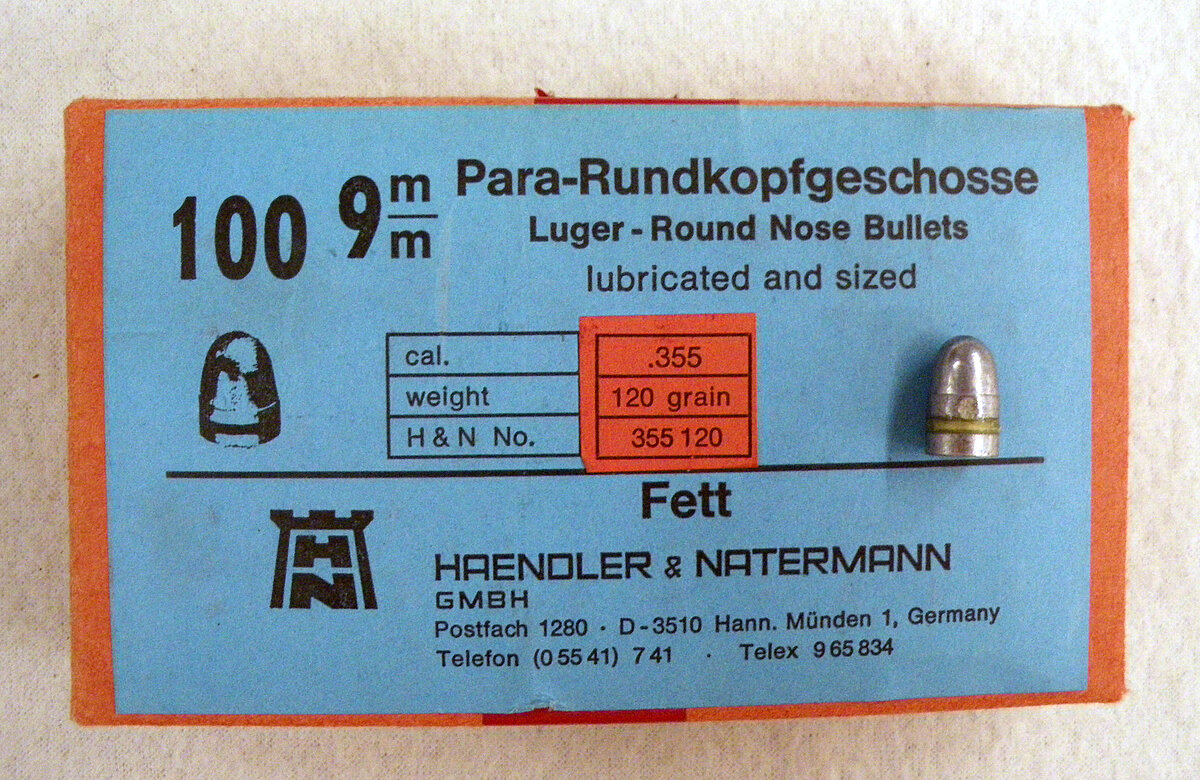 100 9 m/m Para-Rundkopfgeschosse
Luger - Round Nose Bullets
lubricated and sized
cal. .355
weight 120 grain
H & N No. 355 120
Fett
HN
HAENDLER & NATERMANN
GMBH
Postfach 1280 · D-3510 Hann. Münden 1, Germany
Telefon (0 55 41) 7 41 · Telex 9 65 834